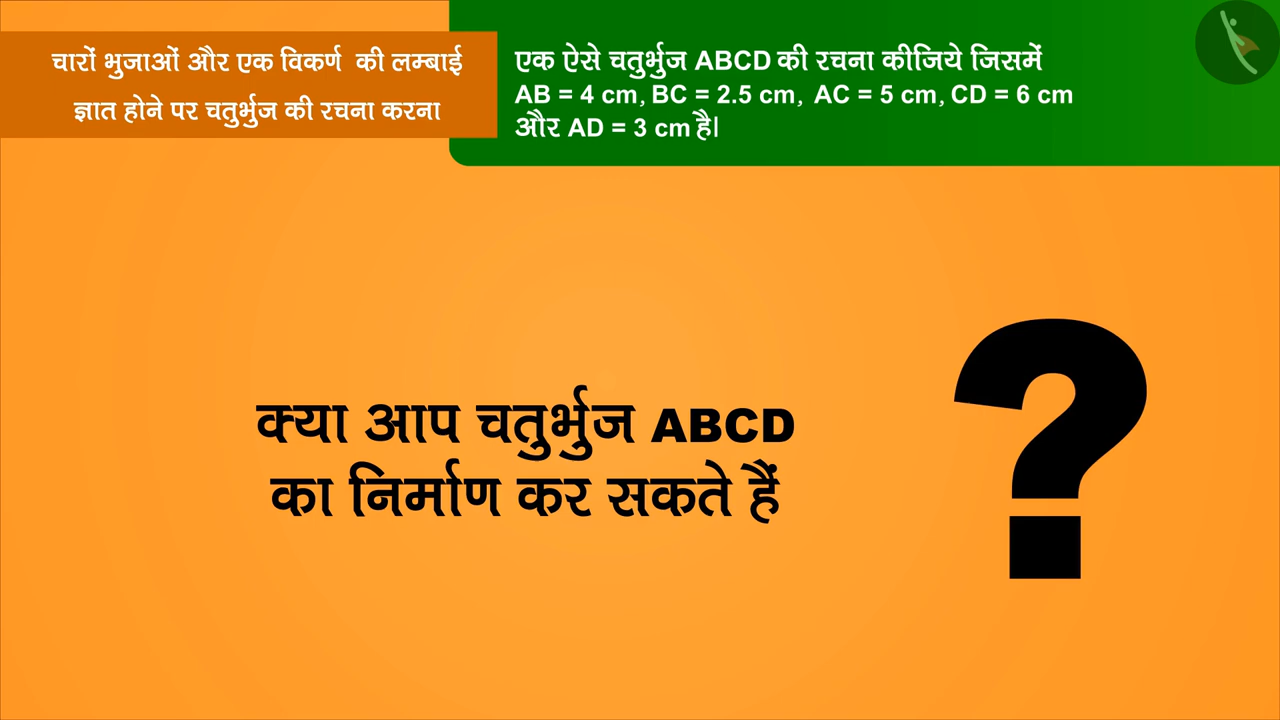 चारों भुजाओं और एक विकर्ण की लम्बाई
ज्ञात होने पर चतुर्भुज की रचना करना
एक ऐसे चतुर्भुज ABCD की रचना कीजिये जिसमें
AB = 4 cm, BC = 2.5 cm, AC = 5 cm, CD = 6 cm
और AD = 3 cm है।
क्या आप चतुर्भुज ABCD
का निर्माण कर सकते हैं
?